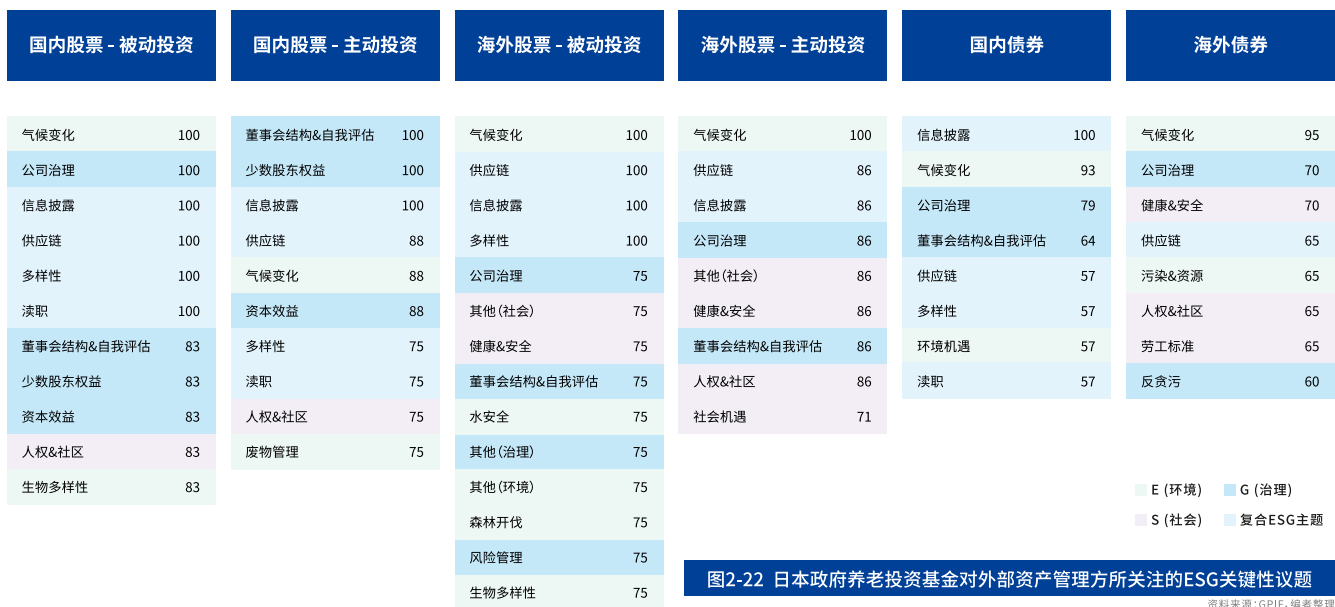 国内股票 - 被动投资
气候变化 100
公司治理 100
信息披露 100
供应链 100
多样性 100
渎职 100
董事会结构&自我评估 83
少数股东权益 83
资本效益 83
人权&社区 83
生物多样性 83
国内股票 - 主动投资
董事会结构&自我评估 100
少数股东权益 100
信息披露 100
供应链 88
气候变化 88
资本效益 88
多样性 75
渎职 75
人权&社区 75
废物管理 75
海外股票 - 被动投资
气候变化 100
供应链 100
信息披露 100
多样性 100
公司治理 75
其他(社会) 75
健康&安全 75
董事会结构&自我评估 75
水安全 75
其他(治理) 75
其他(环境) 75
森林开伐 75
风险管理 75
生物多样性 75
海外股票 - 主动投资
气候变化 100
供应链 86
信息披露 86
公司治理 86
其他(社会) 86
健康&安全 86
董事会结构&自我评估 86
人权&社区 86
社会机遇 71
国内债券
信息披露 100
气候变化 93
公司治理 79
董事会结构&自我评估 64
供应链 57
多样性 57
环境机遇 57
渎职 57
海外债券
气候变化 95
公司治理 70
健康&安全 70
供应链 65
污染&资源 65
人权&社区 65
劳工标准 65
反贪污 60
E (环境) G (治理)
S (社会) 复合ESG主题
图2-22 日本政府养老投资基金对外部资产管理方所关注的ESG关键性议题
资料来源:GPIF, 编者整理